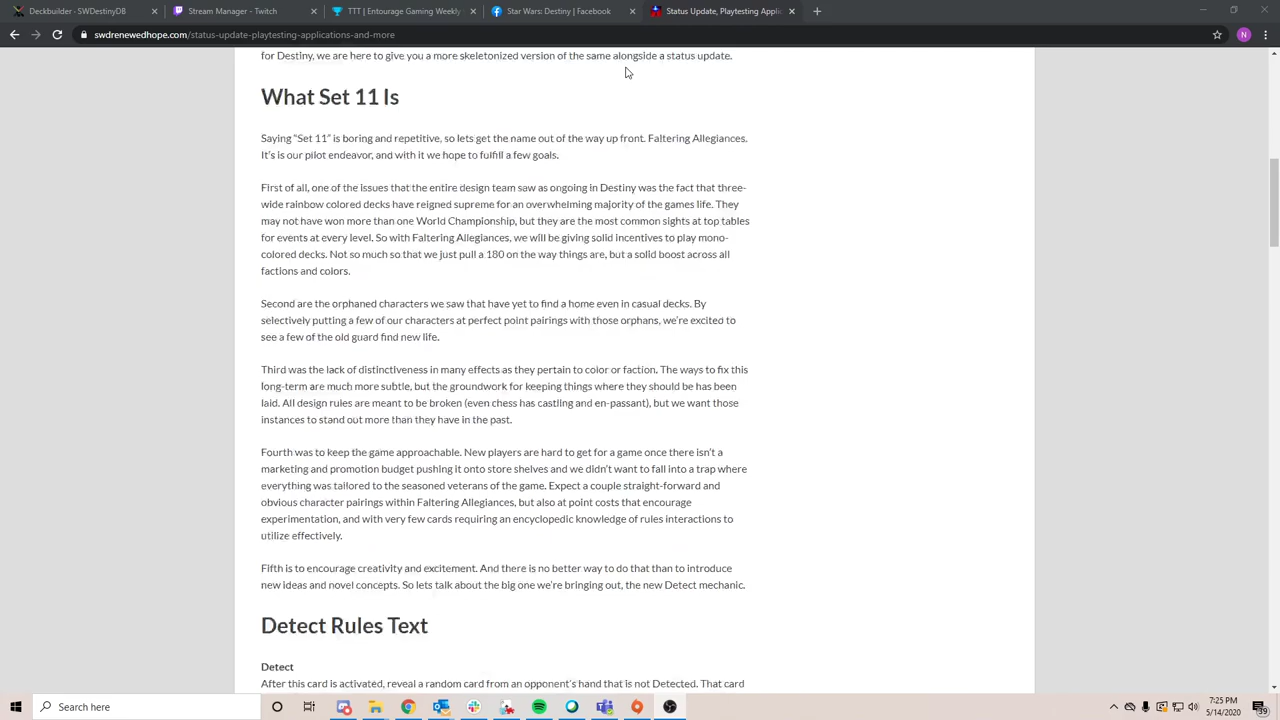 Deckbuilder - SWDestinyDB
Stream Manager - Twitch
TTT | Entourage Gaming Weekly
Star Wars: Destiny | Facebook
Status Update, Playtesting Appli
swdrenewedhope.com/status-update-playtesting-applications-and-more
N
for Destiny, we are here to give you a more skeletonized version of the same alongside a status update.
What Set 11 Is
Saying “Set 11” is boring and repetitive, so lets get the name out of the way up front. Faltering Allegiances.
It’s is our pilot endeavor, and with it we hope to fulfill a few goals.
First of all, one of the issues that the entire design team saw as ongoing in Destiny was the fact that three-
wide rainbow colored decks have reigned supreme for an overwhelming majority of the games life. They
may not have won more than one World Championship, but they are the most common sights at top tables
for events at every level. So with Faltering Allegiances, we will be giving solid incentives to play mono-
colored decks. Not so much so that we just pull a 180 on the way things are, but a solid boost across all
factions and colors.
Second are the orphaned characters we saw that have yet to find a home even in casual decks. By
selectively putting a few of our characters at perfect point pairings with those orphans, we’re excited to
see a few of the old guard find new life.
Third was the lack of distinctiveness in many effects as they pertain to color or faction. The ways to fix this
long-term are much more subtle, but the groundwork for keeping things where they should be has been
laid. All design rules are meant to be broken (even chess has castling and en-passant), but we want those
instances to stand out more than they have in the past.
Fourth was to keep the game approachable. New players are hard to get for a game once there isn’t a
marketing and promotion budget pushing it onto store shelves and we didn’t want to fall into a trap where
everything was tailored to the seasoned veterans of the game. Expect a couple straight-forward and
obvious character pairings within Faltering Allegiances, but also at point costs that encourage
experimentation, and with very few cards requiring an encyclopedic knowledge of rules interactions to
utilize effectively.
Fifth is to encourage creativity and excitement. And there is no better way to do that than to introduce
new ideas and novel concepts. So lets talk about the big one we’re bringing out, the new Detect mechanic.
Detect Rules Text
Detect
After this card is activated, reveal a random card from an opponent’s hand that is not Detected. That card
Search here
7:25 PM
5/14/2020
39